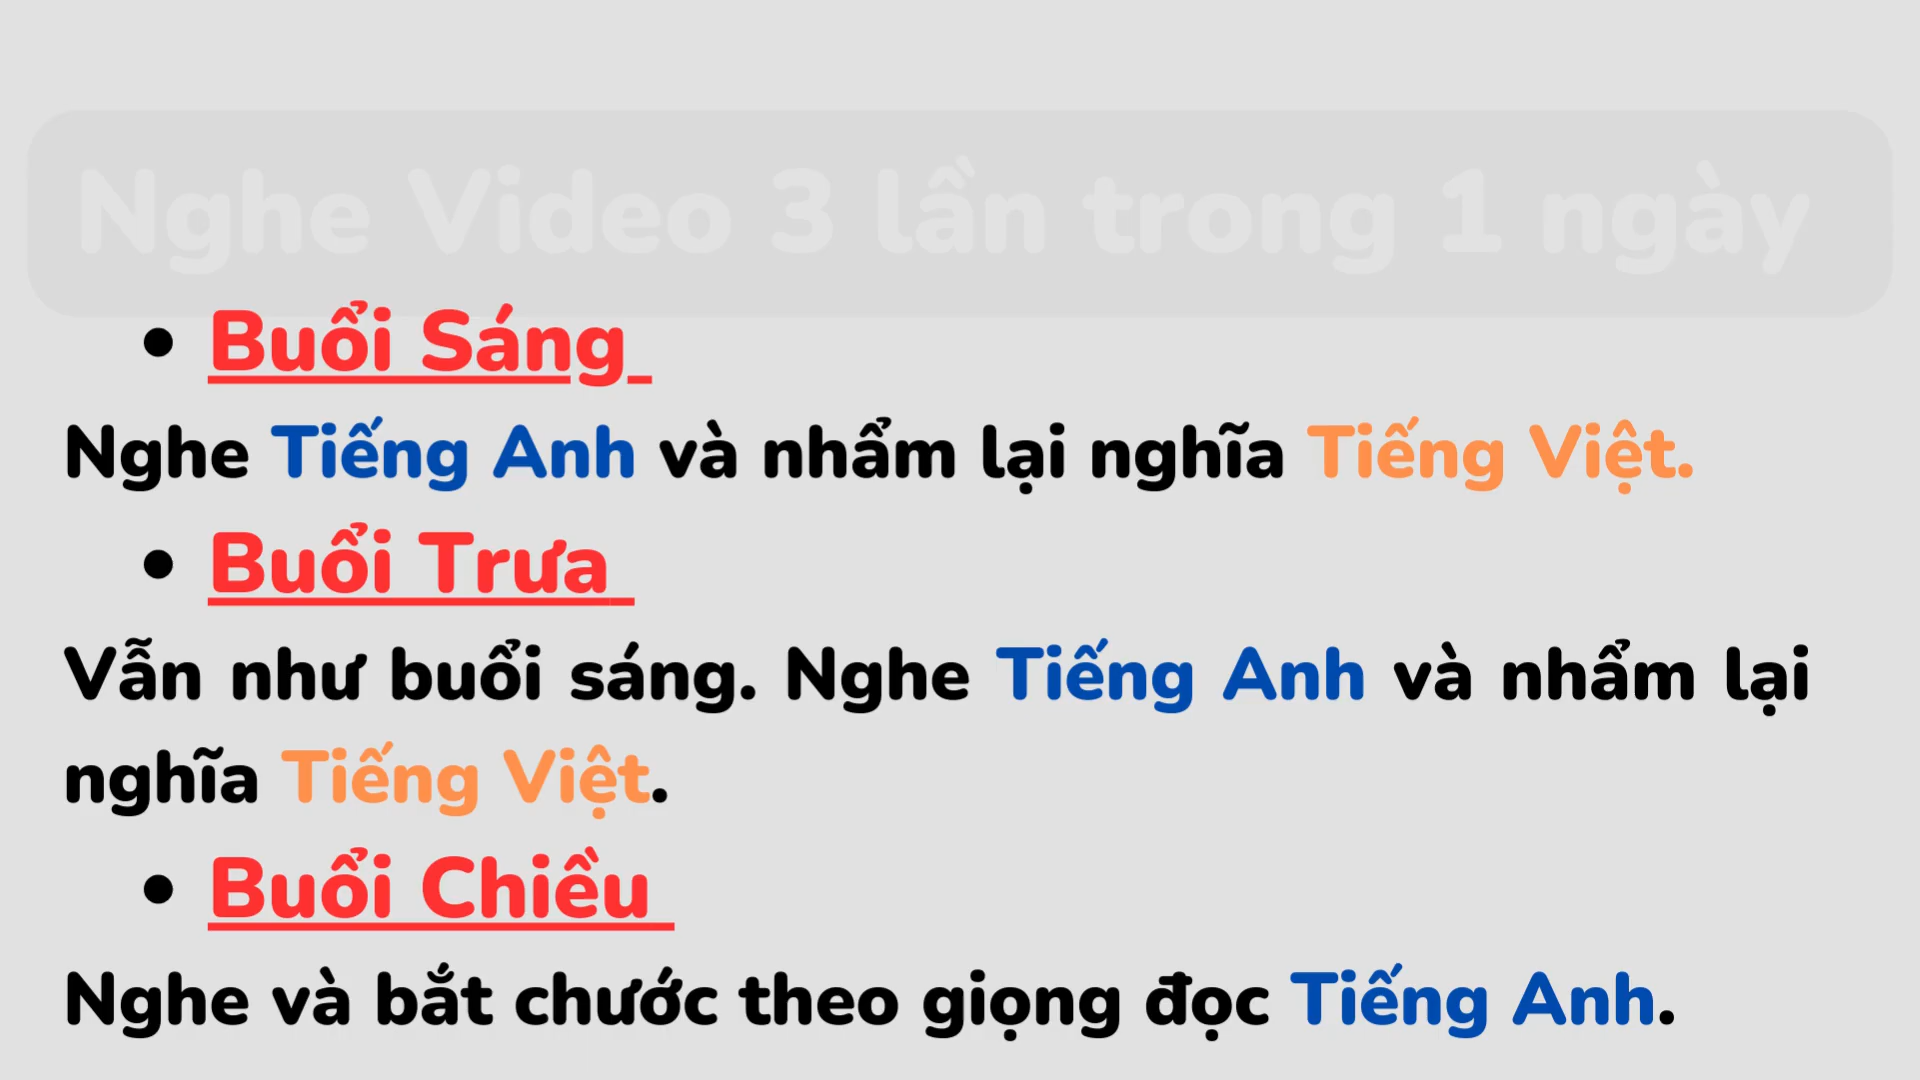 Nghe Video 3 lần trong 1 ngày
• Buổi Sáng
Nghe Tiếng Anh và nhẩm lại nghĩa Tiếng Việt.
• Buổi Trưa
Vẫn như buổi sáng. Nghe Tiếng Anh và nhẩm lại
nghĩa Tiếng Việt.
• Buổi Chiều
Nghe và bắt chước theo giọng đọc Tiếng Anh.